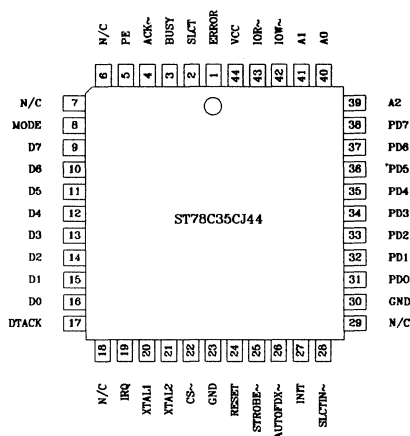 N/C PE ACK~ BUSY SLCT ERROR VCC IOR~ IOW~ A1 A0
6 5 4 3 2 1 44 43 42 41 40
N/C 7 39 A2
MODE 8 38 PD7
D7 9 37 PD6
D6 10 36 PD5
D5 11 35 PD4
D4 12 34 PD3
ST78C35CJ44
D3 13 33 PD2
D2 14 32 PD1
D1 15 31 PD0
D0 16 30 GND
DTACK 17 29 N/C
18 19 20 21 22 23 24 25 26 27 28
N/C IRQ XTAL1 XTAL2 CS~ GND RESET STROBE~ AUTOFDX~ INIT SLCTIN~